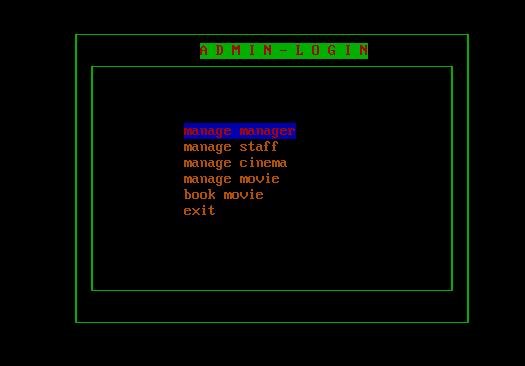 A D M I N - L O G I N
manage manager
manage staff
manage cinema
manage movie
book movie
exit